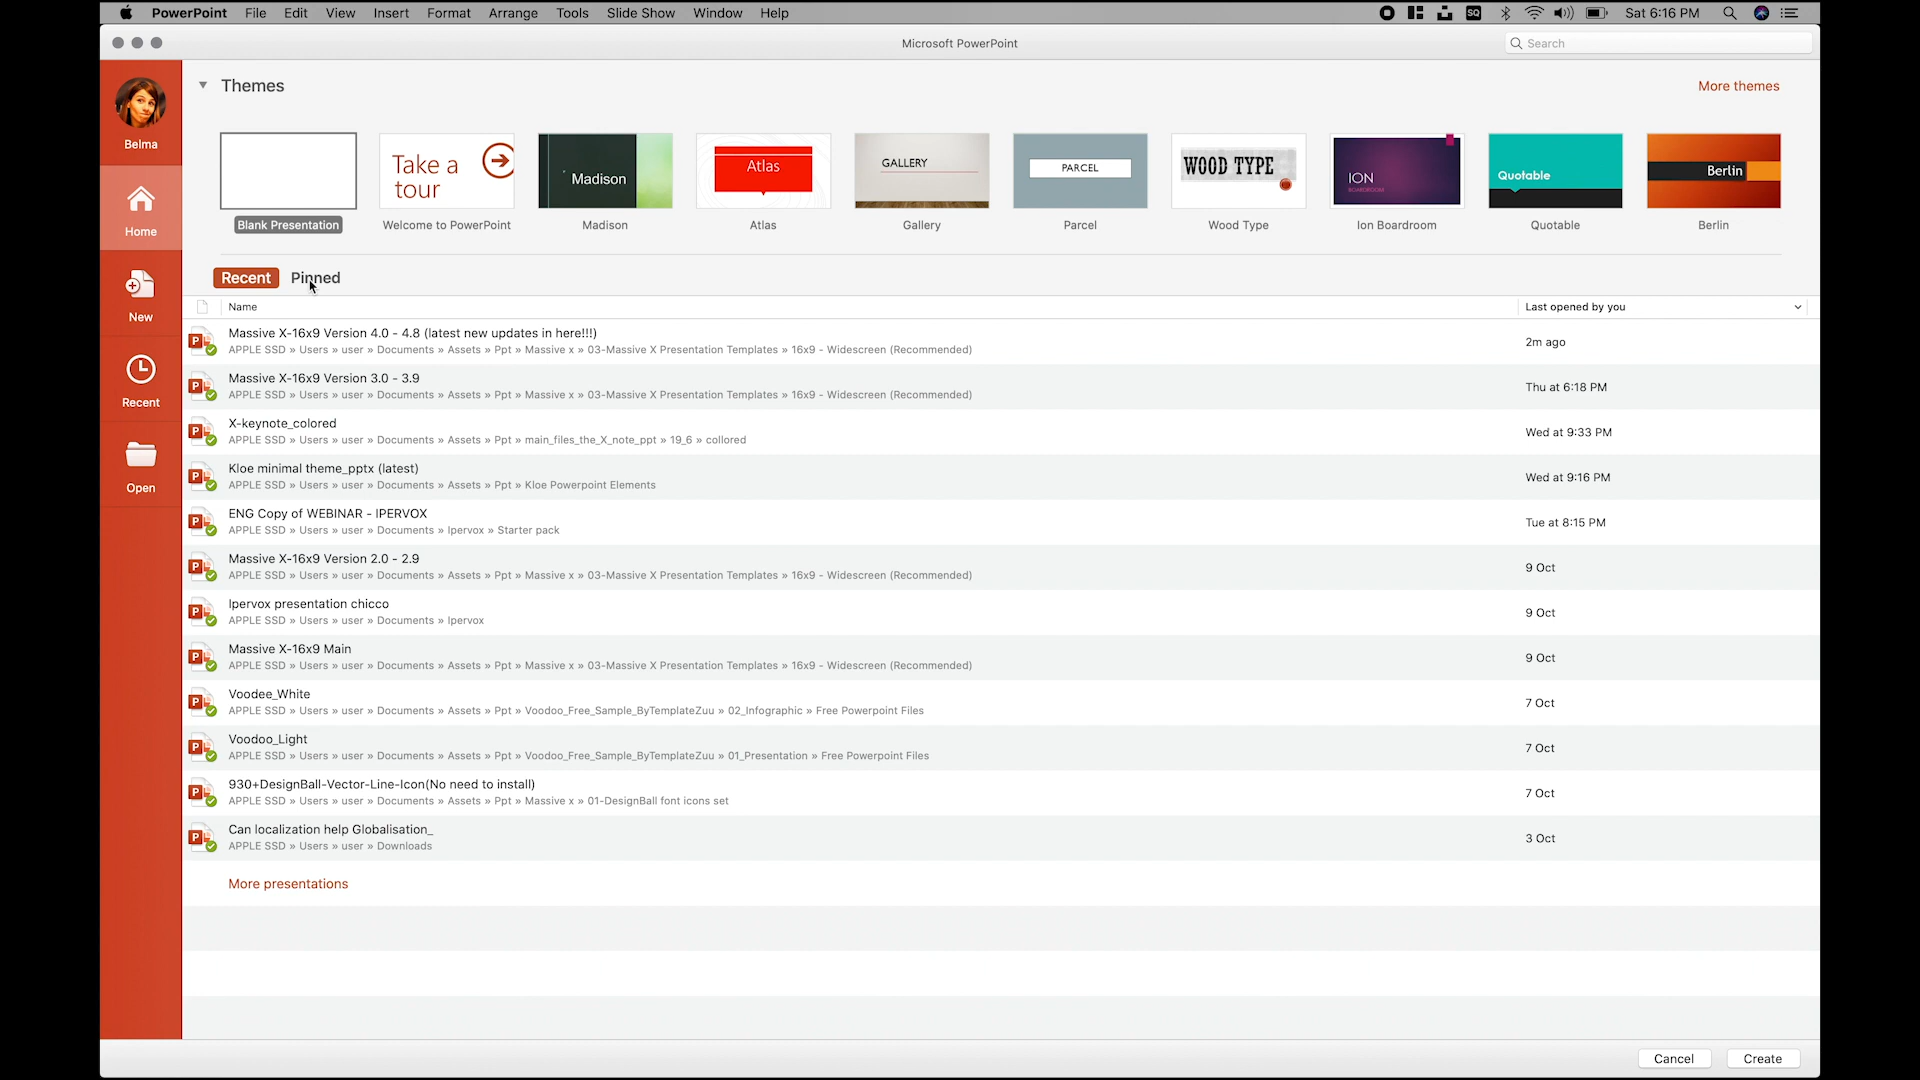 PowerPoint File Edit View Insert Format Arrange Tools Slide Show Window Help SQ Sat 6:16 PM
Microsoft PowerPoint
Search
Belma
Home
New
Recent
Open
Themes
More themes
Take a
tour
Madison
Atlas
GALLERY
PARCEL
WOOD TYPE
ION
BOARDROOM
Quotable
Berlin
Blank Presentation
Welcome to PowerPoint
Madison
Atlas
Gallery
Parcel
Wood Type
Ion Boardroom
Quotable
Berlin
Recent Pinned
Name Last opened by you
Massive X-16x9 Version 4.0 - 4.8 (latest new updates in here!!!)
APPLE SSD » Users » user » Documents » Assets » Ppt » Massive x » 03-Massive X Presentation Templates » 16x9 - Widescreen (Recommended)
2m ago
Massive X-16x9 Version 3.0 - 3.9
APPLE SSD » Users » user » Documents » Assets » Ppt » Massive x » 03-Massive X Presentation Templates » 16x9 - Widescreen (Recommended)
Thu at 6:18 PM
X-keynote_colored
APPLE SSD » Users » user » Documents » Assets » Ppt » main_files_the_X_note_ppt » 19_6 » collored
Wed at 9:33 PM
Kloe minimal theme_pptx (latest)
APPLE SSD » Users » user » Documents » Assets » Ppt » Kloe Powerpoint Elements
Wed at 9:16 PM
ENG Copy of WEBINAR - IPERVOX
APPLE SSD » Users » user » Documents » Ipervox » Starter pack
Tue at 8:15 PM
Massive X-16x9 Version 2.0 - 2.9
APPLE SSD » Users » user » Documents » Assets » Ppt » Massive x » 03-Massive X Presentation Templates » 16x9 - Widescreen (Recommended)
9 Oct
Ipervox presentation chicco
APPLE SSD » Users » user » Documents » Ipervox
9 Oct
Massive X-16x9 Main
APPLE SSD » Users » user » Documents » Assets » Ppt » Massive x » 03-Massive X Presentation Templates » 16x9 - Widescreen (Recommended)
9 Oct
Voodee_White
APPLE SSD » Users » user » Documents » Assets » Ppt » Voodoo_Free_Sample_ByTemplateZuu » 02_Infographic » Free Powerpoint Files
7 Oct
Voodoo_Light
APPLE SSD » Users » user » Documents » Assets » Ppt » Voodoo_Free_Sample_ByTemplateZuu » 01_Presentation » Free Powerpoint Files
7 Oct
930+DesignBall-Vector-Line-Icon(No need to install)
APPLE SSD » Users » user » Documents » Assets » Ppt » Massive x » 01-DesignBall font icons set
7 Oct
Can localization help Globalisation_
APPLE SSD » Users » user » Downloads
3 Oct
More presentations
Cancel Create